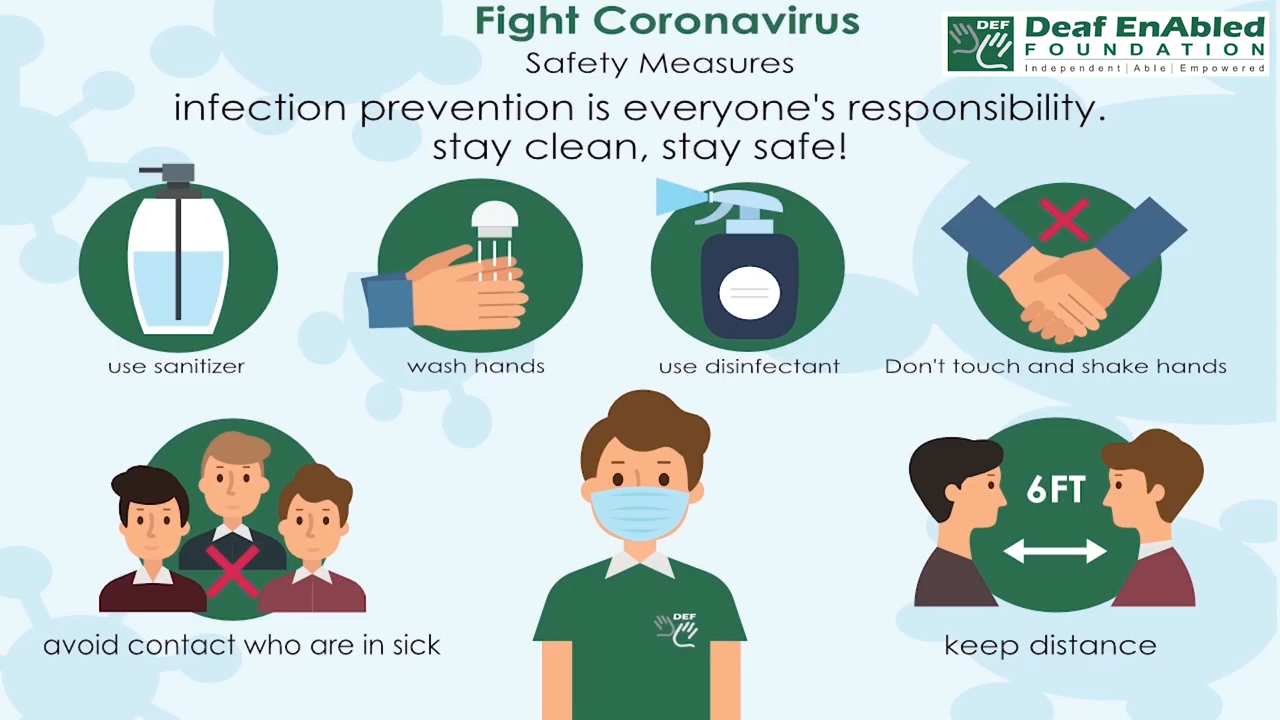 Fight Coronavirus
Safety Measures
DEF
Deaf EnAbled
FOUNDATION
Independent | Able | Empowered
infection prevention is everyone's responsibility.
stay clean, stay safe!
use sanitizer
wash hands
use disinfectant
Don't touch and shake hands
6FT
DEF
avoid contact who are in sick
keep distance